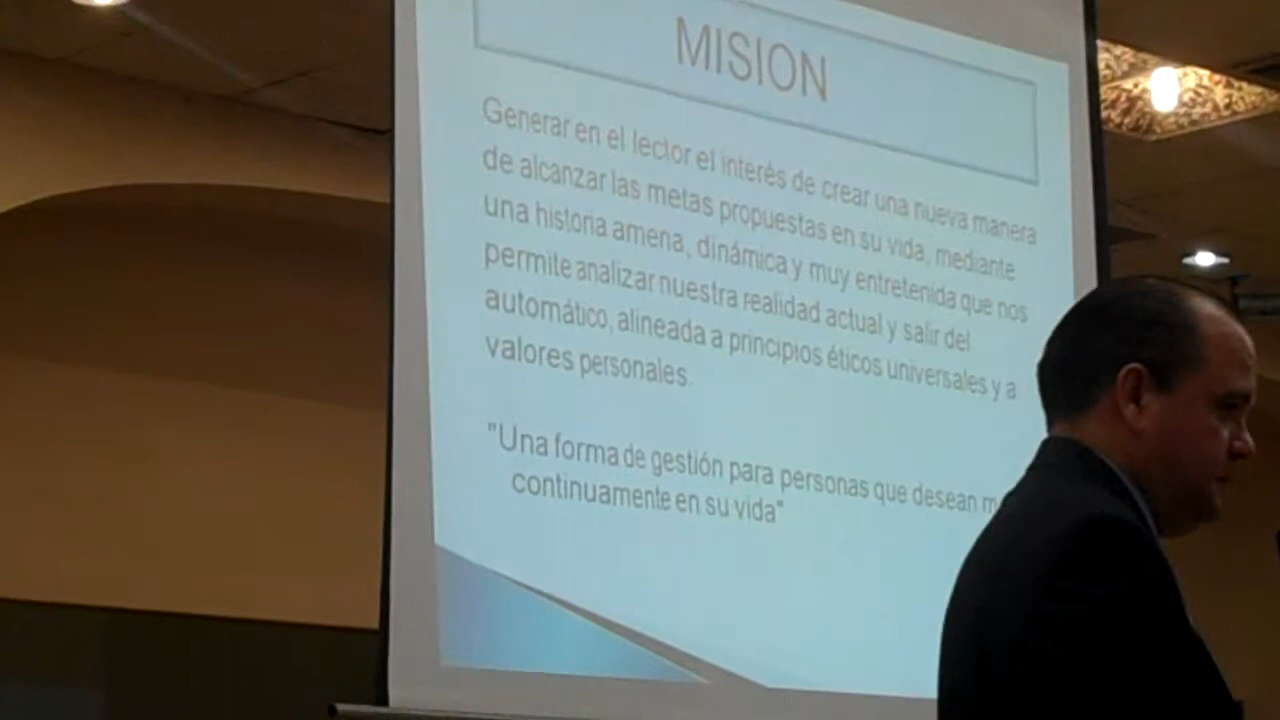 MISION
Generar en el lector el interés de crear una nueva manera
de alcanzar las metas propuestas en su vida, mediante
una historia amena, dinámica y muy entretenida que nos
permite analizar nuestra realidad actual y salir del
automático, alineada a principios éticos universales y a
valores personales.
"Una forma de gestión para personas que desean
continuamente en su vida"